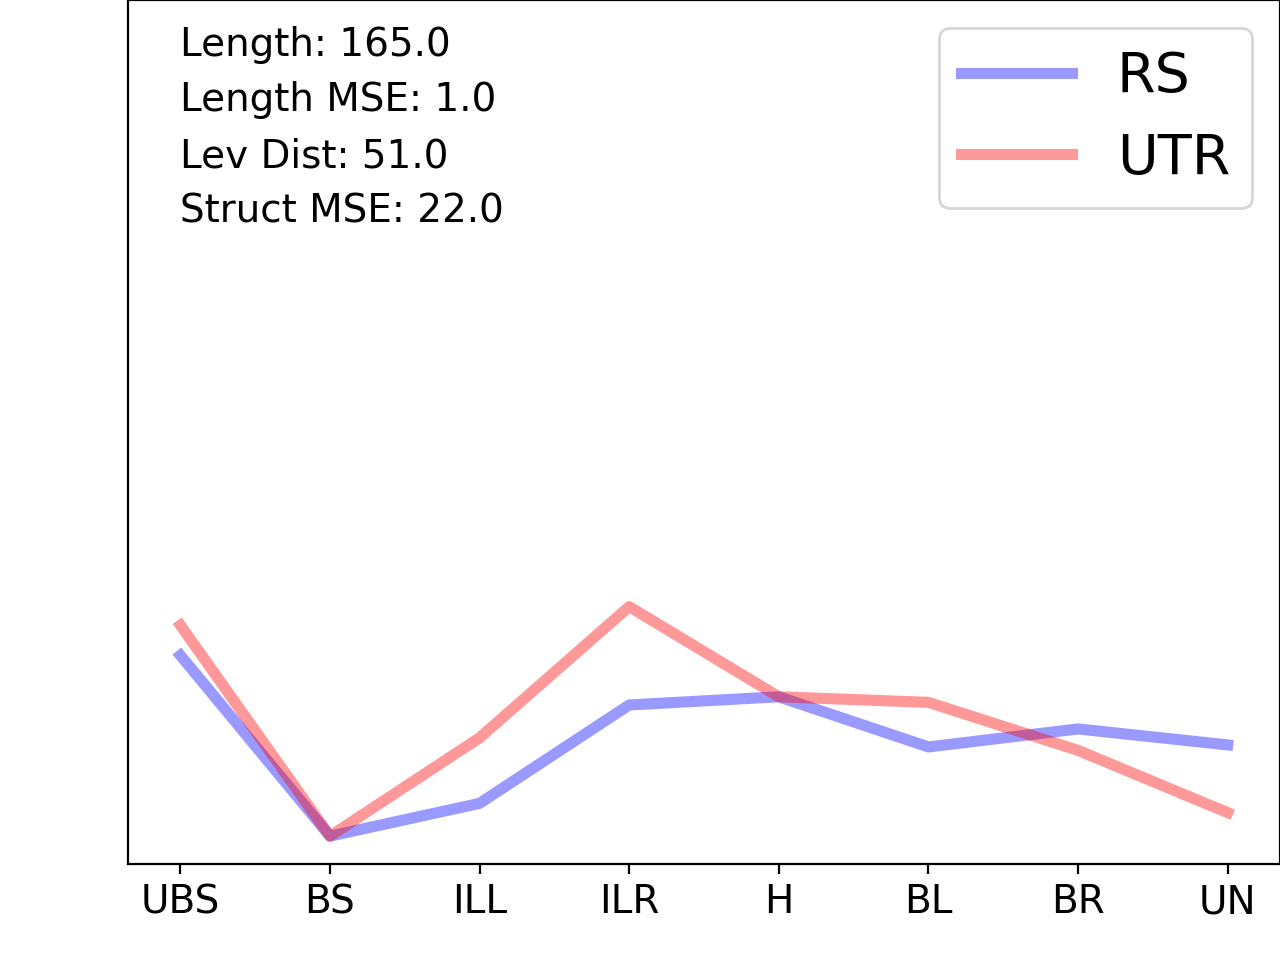 Length: 165.0
Length MSE: 1.0
Lev Dist: 51.0
Struct MSE: 22.0
RS
UTR
UBS BS ILL ILR H BL BR UN